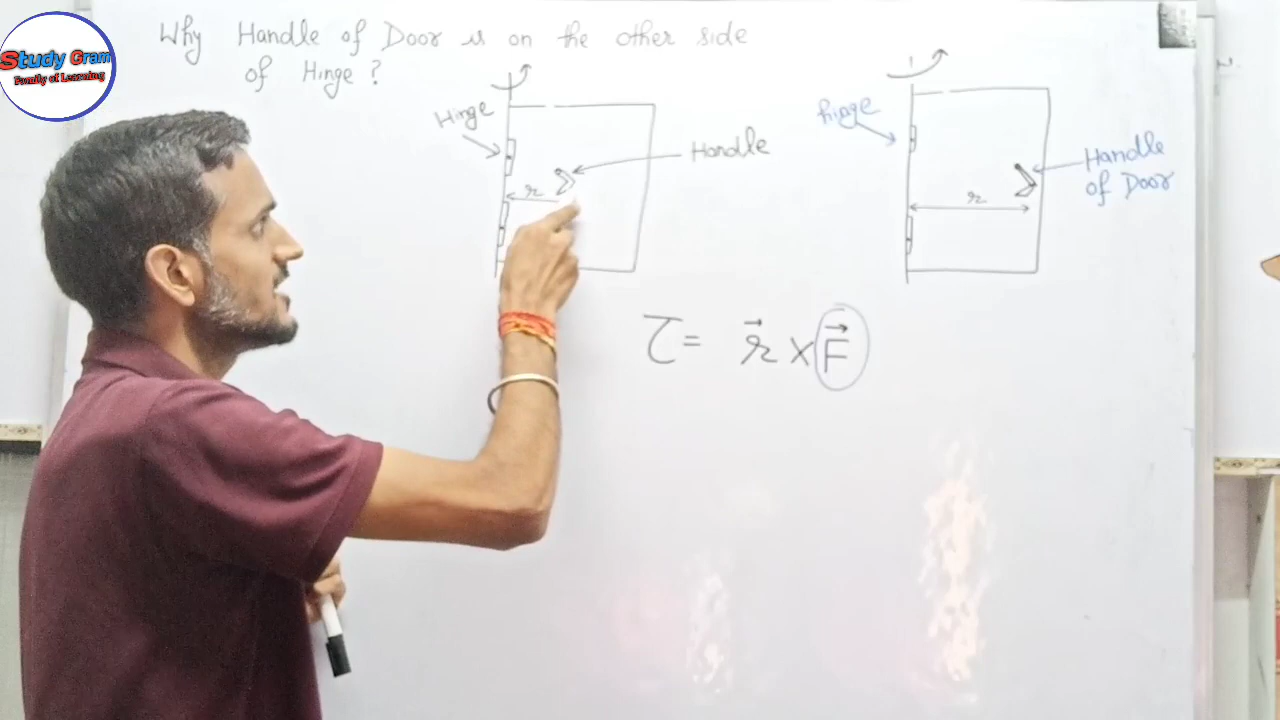 Study Gram
Family of Learning
Why Handle of Door is on the other side
of Hinge ?
Hinge
Handle
r
hinge
Handle
of Door
r
τ = r⃗ × F⃗